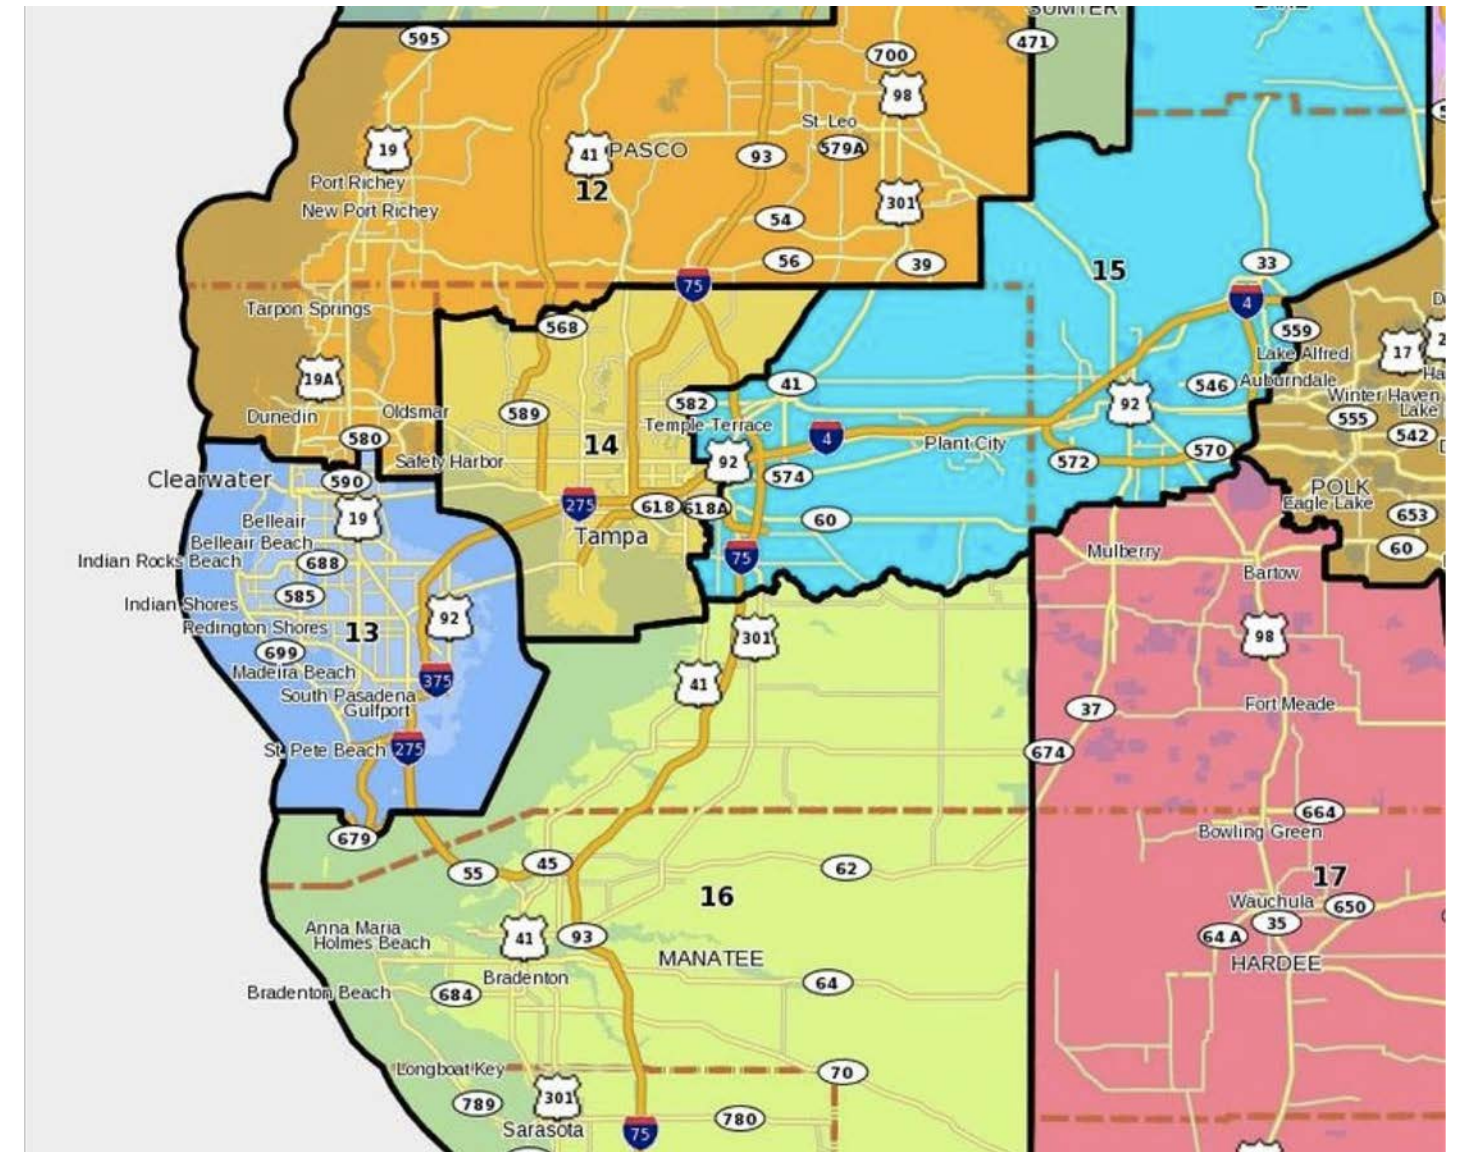 SUMTER
595
471
700
98
St. Leo
19
41
PASCO
93
579A
12
Port Richey
301
New Port Richey
54
56
39
33
15
75
4
Tarpon Springs
568
559
17
Lake Alfred
19A
546
Auburndale
41
92
Winter Haven
582
589
Dunedin
Oldsmar
555
Lake
Temple Terrace
542
580
14
4
Plant City
570
Safety Harbor
92
572
574
Clearwater
590
POLK
275
618
618A
Eagle Lake
19
60
653
Belleair
Tampa
Belleair Beach
60
Indian Rocks Beach
688
75
Mulberry
Bartow
585
Indian Shores
92
Redington Shores
13
301
98
699
Madeira Beach
375
41
South Pasadena
Gulfport
37
Fort Meade
St. Pete Beach
275
674
664
679
Bowling Green
55
45
62
17
16
Wauchula
650
Anna Maria
35
Holmes Beach
41
93
64 A
MANATEE
HARDEE
Bradenton
64
Bradenton Beach
684
Longboat Key
70
301
789
780
Sarasota
75